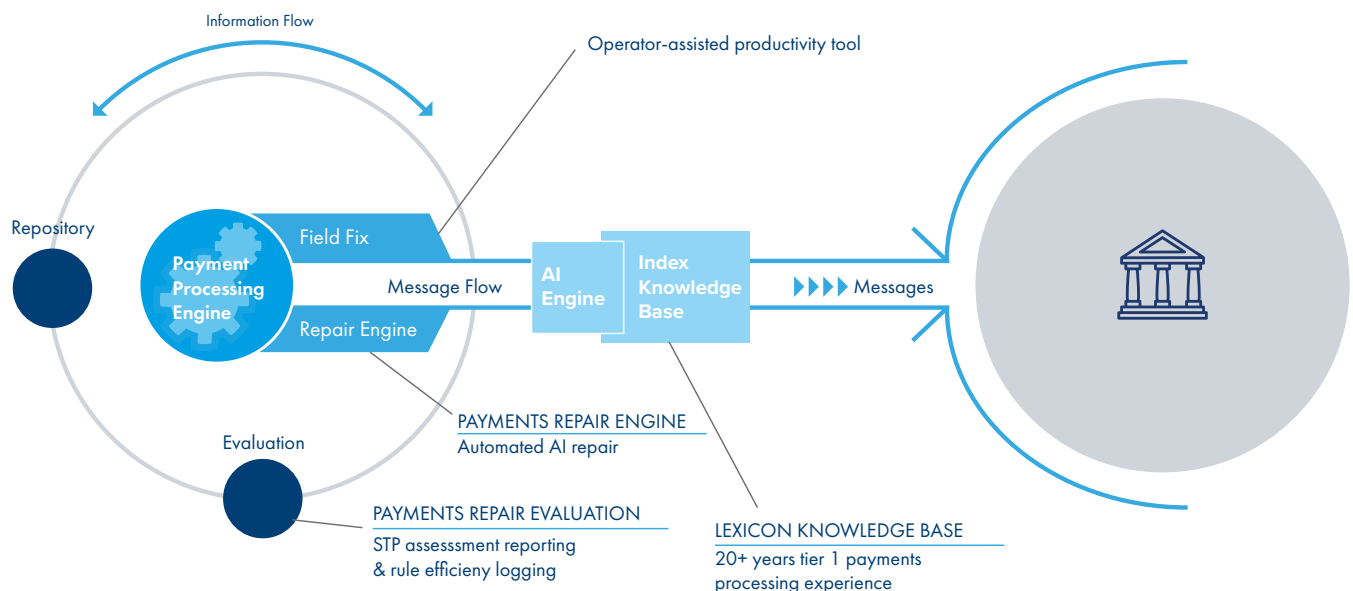 Information Flow
Operator-assisted productivity tool
Repository
Field Fix
Payment
Processing
Engine
Message Flow
AI
Engine
Index
Knowledge
Base
Messages
Repair Engine
PAYMENTS REPAIR ENGINE
Automated AI repair
Evaluation
PAYMENTS REPAIR EVALUATION
STP assesssment reporting
& rule efficieny logging
LEXICON KNOWLEDGE BASE
20+ years tier 1 payments
processing experience